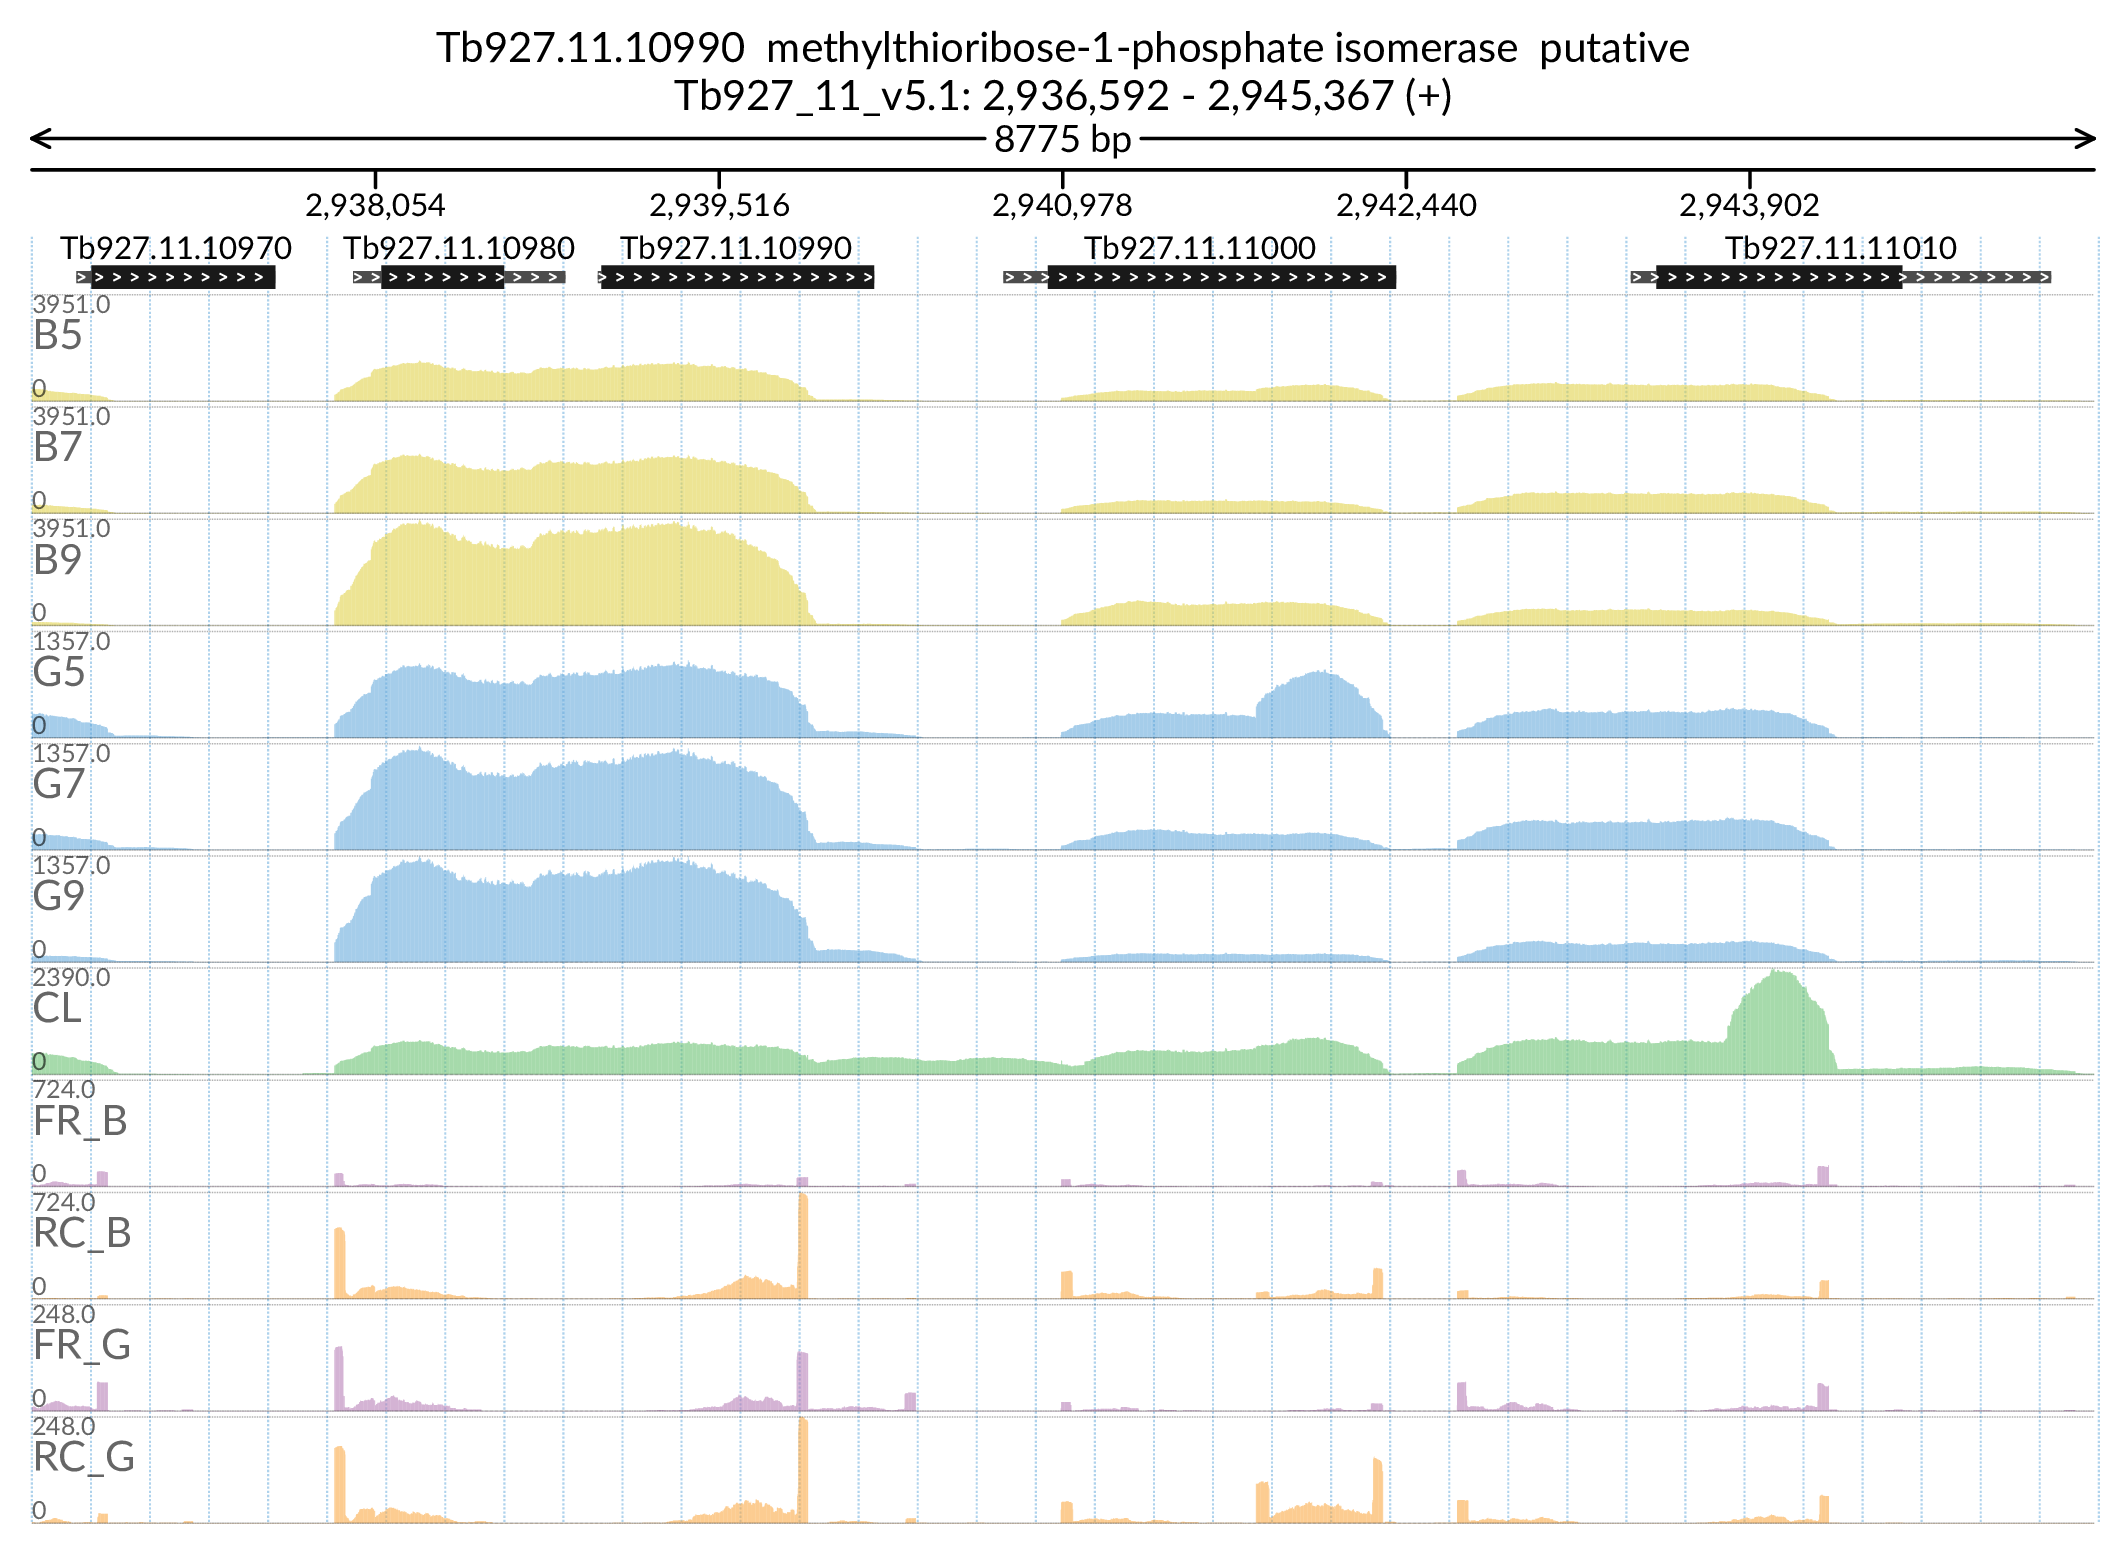 Tb927.11.10990 methylthioribose-1-phosphate isomerase putative
Tb927_11_v5.1: 2,936,592 - 2,945,367 (+)
8775 bp
2,938,054 2,939,516 2,940,978 2,942,440 2,943,902
Tb927.11.10970 Tb927.11.10980 Tb927.11.10990 Tb927.11.11000 Tb927.11.11010
3951.0
B5
0
3951.0
B7
0
3951.0
B9
0
1357.0
G5
0
1357.0
G7
0
1357.0
G9
0
2390.0
CL
0
724.0
FR_B
0
724.0
RC_B
0
248.0
FR_G
0
248.0
RC_G
0